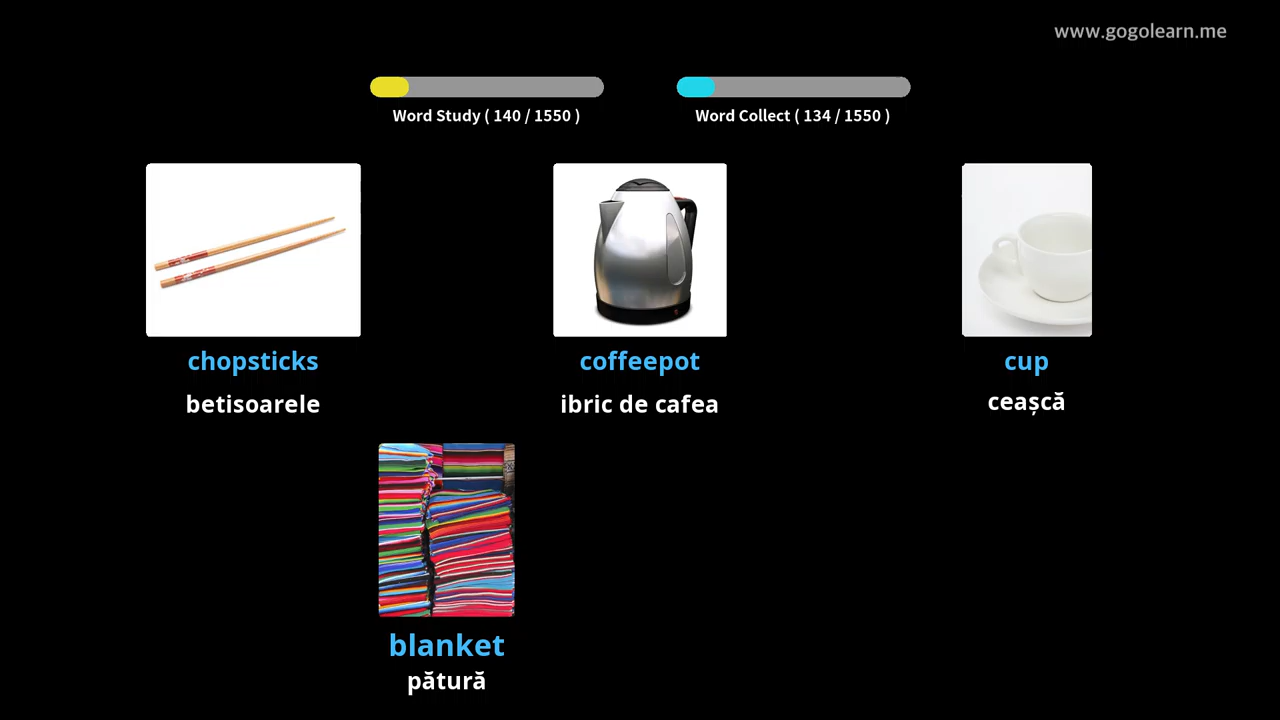 www.gogolearn.me
Word Study ( 140 / 1550 )
Word Collect ( 134 / 1550 )
chopsticks
betisoarele
coffeepot
ibric de cafea
cup
ceașcă
blanket
pătură